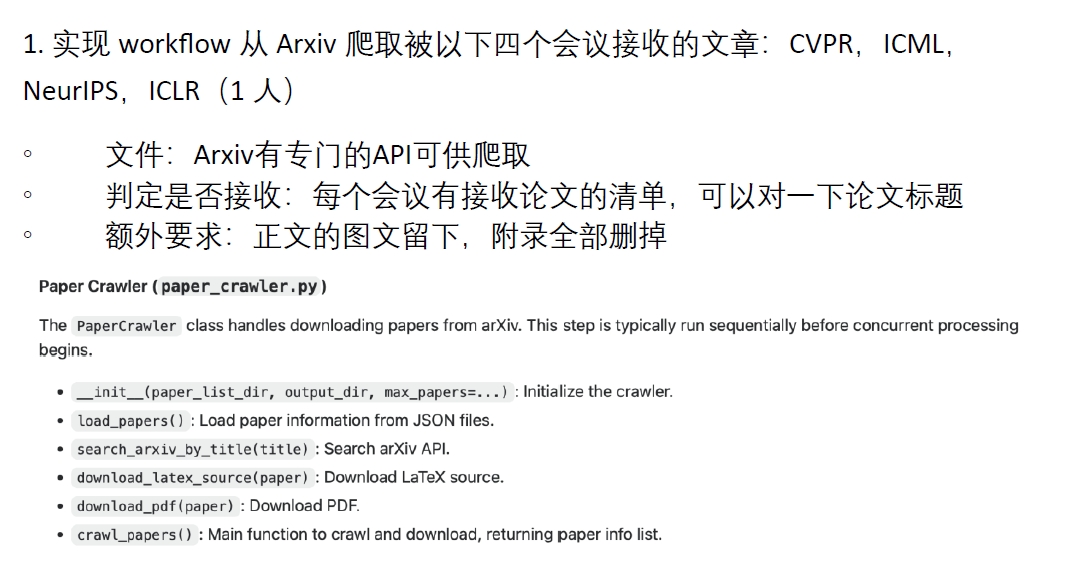 1. 实现 workflow 从 Arxiv 爬取被以下四个会议接收的文章：CVPR，ICML，
NeurIPS，ICLR（1 人）
◦ 文件：Arxiv有专门的API可供爬取
◦ 判定是否接收：每个会议有接收论文的清单，可以对一下论文标题
◦ 额外要求：正文的图文留下，附录全部删掉
Paper Crawler (paper_crawler.py)
The PaperCrawler class handles downloading papers from arXiv. This step is typically run sequentially before concurrent processing
begins.
• __init__(paper_list_dir, output_dir, max_papers=...) : Initialize the crawler.
• load_papers() : Load paper information from JSON files.
• search_arxiv_by_title(title) : Search arXiv API.
• download_latex_source(paper) : Download LaTeX source.
• download_pdf(paper) : Download PDF.
• crawl_papers() : Main function to crawl and download, returning paper info list.